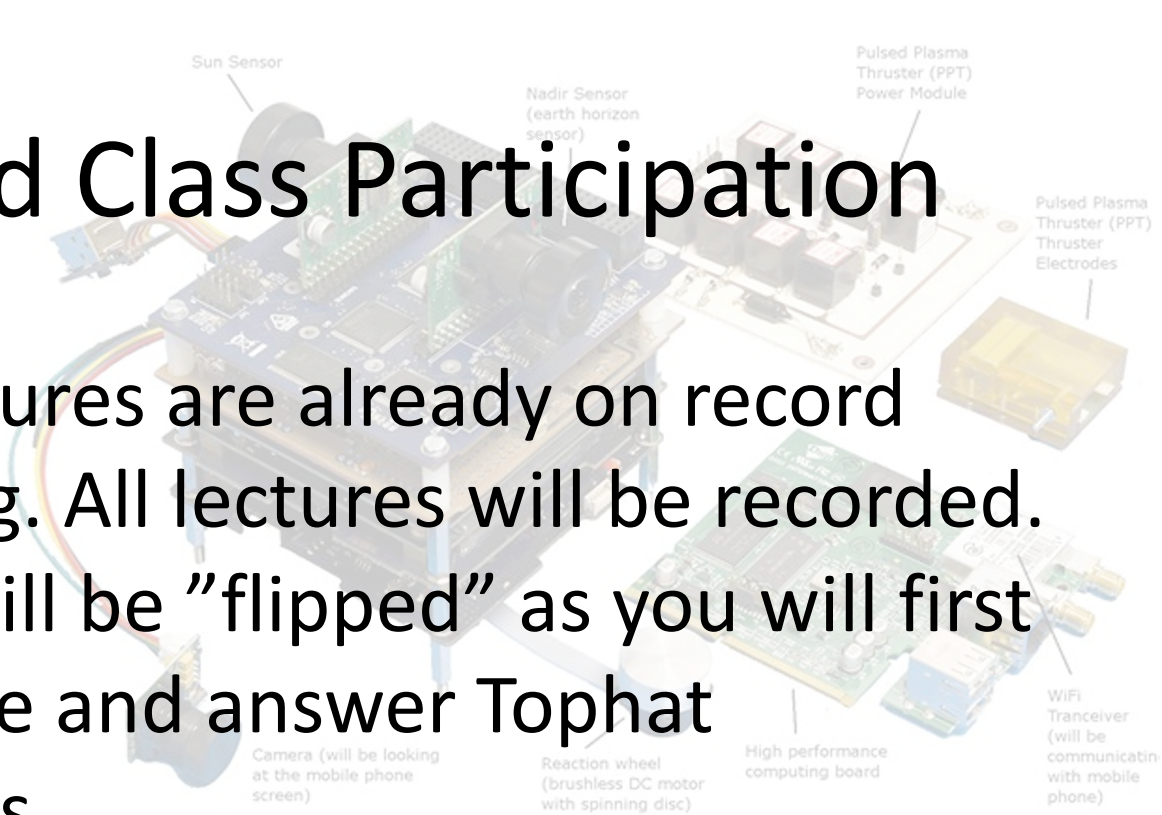 Sun Sensor
Nadir Sensor
(earth horizon
sensor)
Pulsed Plasma
Thruster (PPT)
Power Module
d Class Participation
Pulsed Plasma
Thruster (PPT)
Thruster
Electrodes
ures are already on record
g. All lectures will be recorded.
ill be ”flipped” as you will first
e and answer Tophat
s
Camera (will be looking
at the mobile phone
screen)
Reaction wheel
(brushless DC motor
with spinning disc)
High performance
computing board
WiFi
Tranceiver
(will be
communicatin
with mobile
phone)